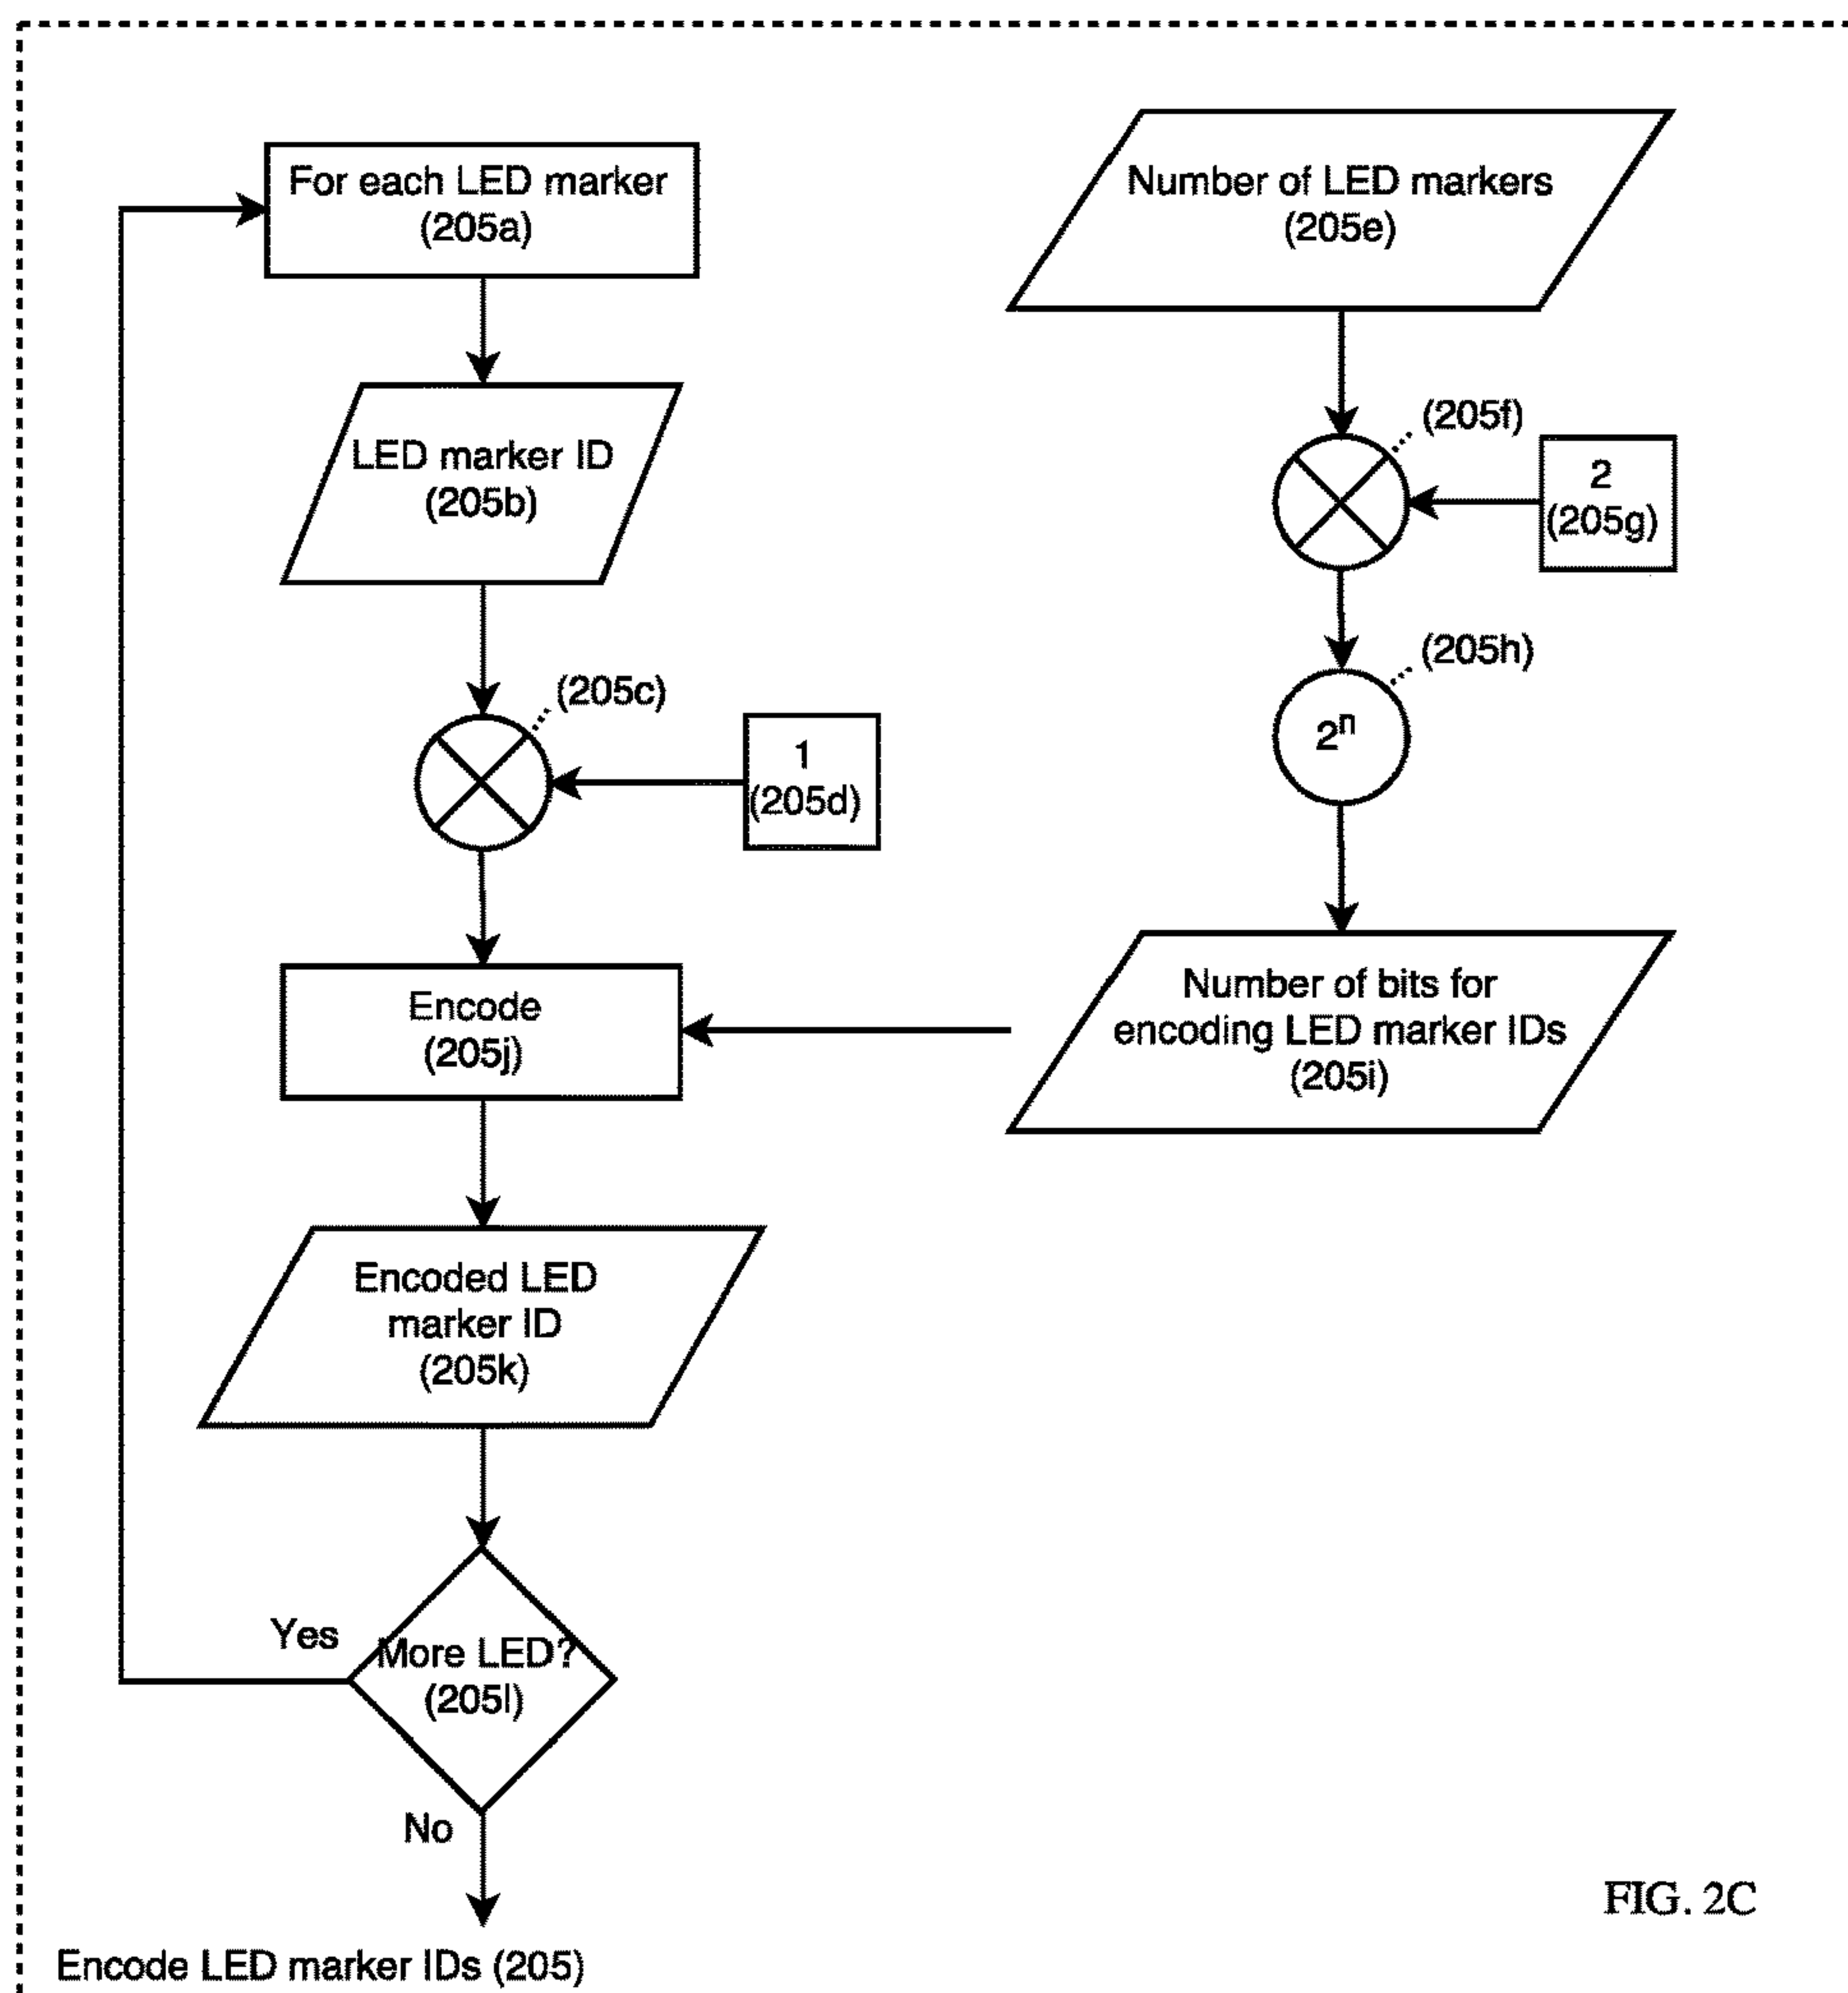 For each LED marker
(205a)
LED marker ID
(205b)
(205c)
1
(205d)
Encode
(205j)
Encoded LED
marker ID
(205k)
More LED?
(205l)
Yes
No
Encode LED marker IDs (205)
Number of LED markers
(205e)
(205f)
2
(205g)
(205h)
2ⁿ
Number of bits for
encoding LED marker IDs
(205i)
FIG. 2C